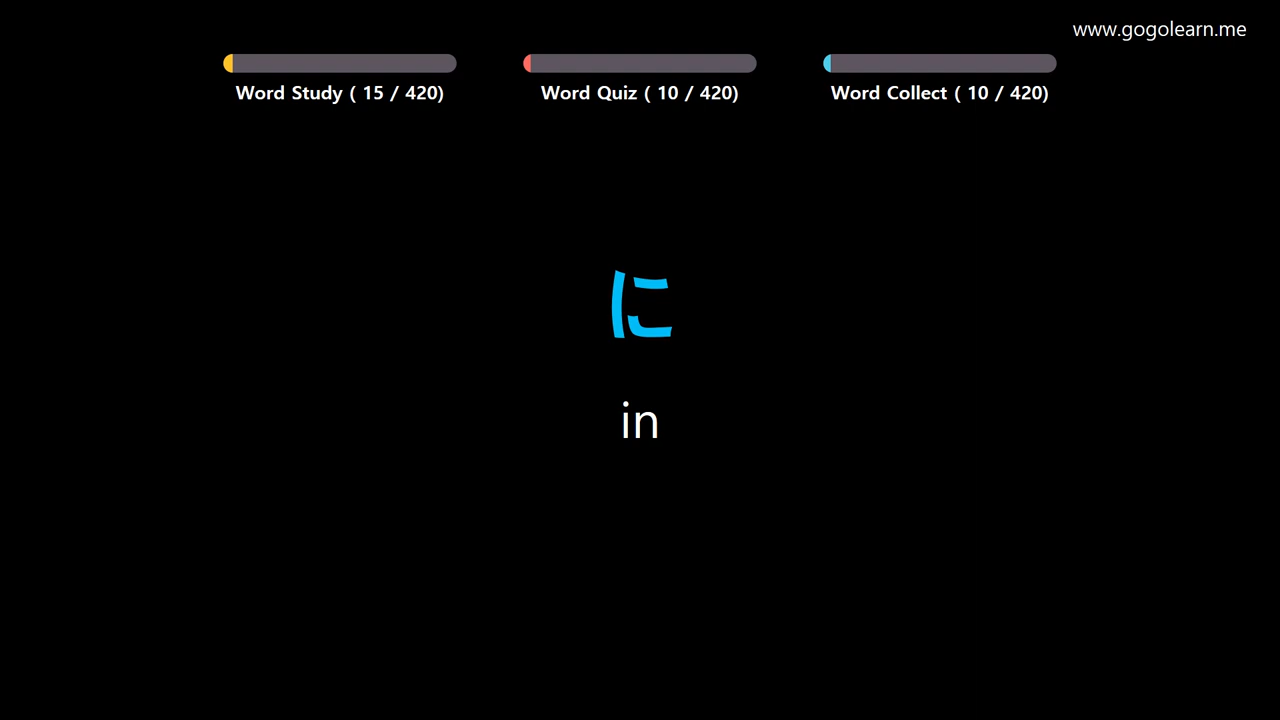 www.gogolearn.me
Word Study ( 15 / 420)
Word Quiz ( 10 / 420)
Word Collect ( 10 / 420)
に
in